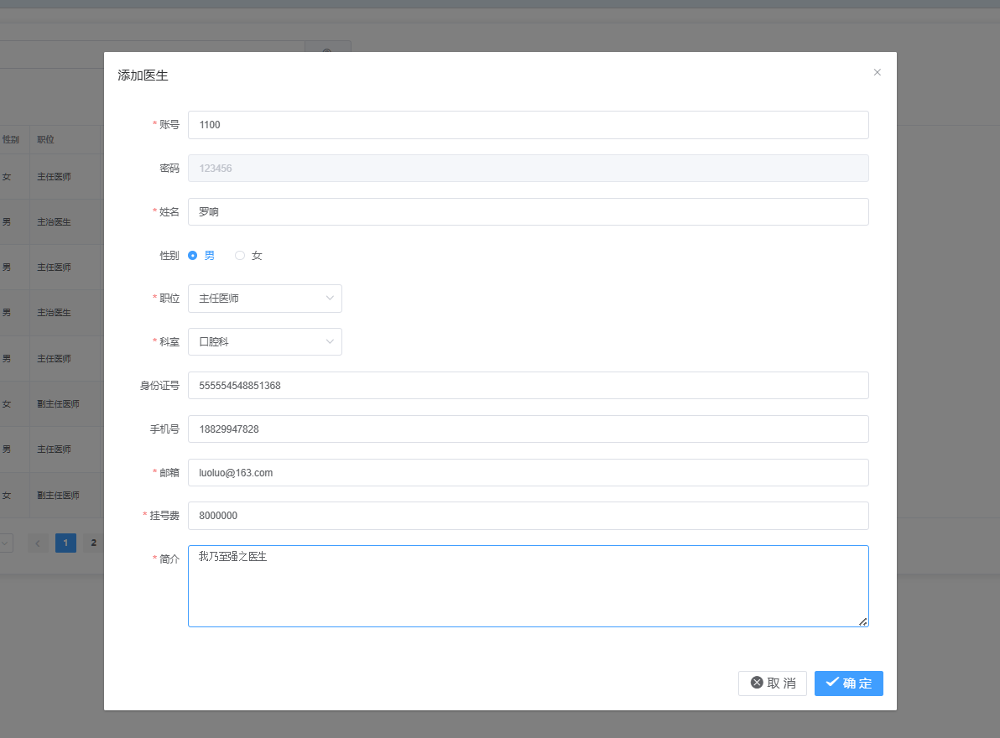 添加医生
* 账号 1100
密码 123456
* 姓名 罗响
性别 男 女
* 职位 主任医师
* 科室 口腔科
身份证号 555554548851368
手机号 18829947828
* 邮箱 luoluo@163.com
* 挂号费 8000000
* 简介 我乃至强之医生
取消 确定
性别 职位
女 主任医师
男 主治医生
男 主任医师
男 主治医生
男 主任医师
女 副主任医师
男 主任医师
女 副主任医师
1 2